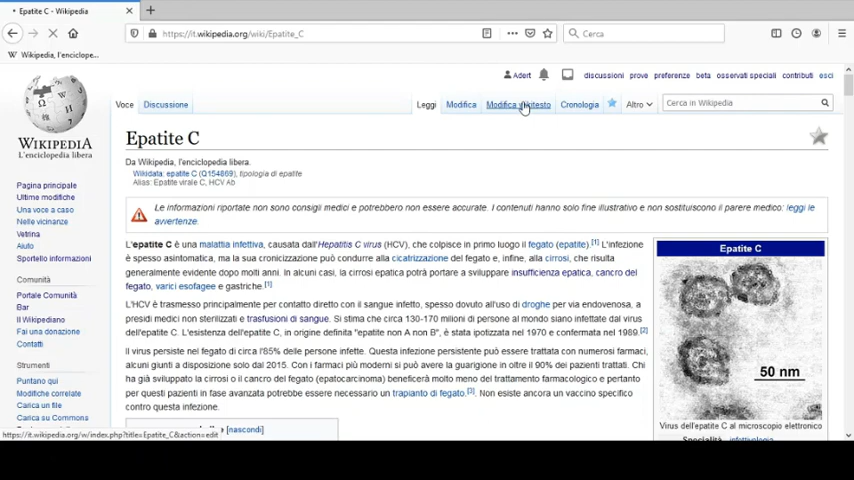 Epatite C - Wikipedia
https://it.wikipedia.org/wiki/Epatite_C
Cerca
Wikipedia, l'enciclope...
Adert
discussioni prove preferenze beta osservati speciali contributi esci
Voce Discussione Leggi Modifica Modifica Cronologia Altro Cerca in Wikipedia
WIKIPEDIA
L'enciclopedia libera
Epatite C
Da Wikipedia, l'enciclopedia libera.
Wikidata: epatite C (Q154869), tipologia di epatite
Alias: Epatite virale C, HCV Ab
Le informazioni riportate non sono consigli medici e potrebbero non essere accurate. I contenuti hanno solo fine illustrativo e non sostituiscono il parere medico: leggi le
avvertenze.
L'epatite C è una malattia infettiva, causata dall'Hepatitis C virus (HCV), che colpisce in primo luogo il fegato (epatite).[1] L'infezione
è spesso asintomatica, ma la sua cronicizzazione può condurre alla cicatrizzazione del fegato e, infine, alla cirrosi, che risulta
generalmente evidente dopo molti anni. In alcuni casi, la cirrosi epatica potrà portare a sviluppare insufficienza epatica, cancro del
fegato, varici esofagee e gastriche.[1]
L'HCV è trasmesso principalmente per contatto diretto con il sangue infetto, spesso dovuto all'uso di droghe per via endovenosa, a
presidi medici non sterilizzati e trasfusioni di sangue. Si stima che circa 130-170 milioni di persone al mondo siano infettate dal virus
dell'epatite C. L'esistenza dell'epatite C, in origine definita "epatite non A non B", è stata ipotizzata nel 1970 e confermata nel 1989.[2]
Il virus persiste nel fegato di circa l'85% delle persone infette. Questa infezione persistente può essere trattata con numerosi farmaci,
alcuni giunti a disposizione solo dal 2015. Con i farmaci più moderni si può avere la guarigione in oltre il 90% dei pazienti trattati. Chi
ha già sviluppato la cirrosi o il cancro del fegato (epatocarcinoma) beneficerà molto meno del trattamento farmacologico e pertanto
per questi pazienti in fase avanzata potrebbe essere necessario un trapianto di fegato.[3]. Non esiste ancora un vaccino specifico
contro questa infezione.
[nascondi]
Epatite C
50 nm
Virus dell'epatite C al microscopio elettronico
Specialità infettivologia
Pagina principale
Ultime modifiche
Una voce a caso
Nelle vicinanze
Vetrina
Aiuto
Sportello informazioni
Comunità
Portale Comunità
Bar
Il Wikipediano
Fai una donazione
Contatti
Strumenti
Puntano qui
Modifiche correlate
Carica un file
Carica su Commons
https://it.wikipedia.org/w/index.php?title=Epatite_C&action=edit